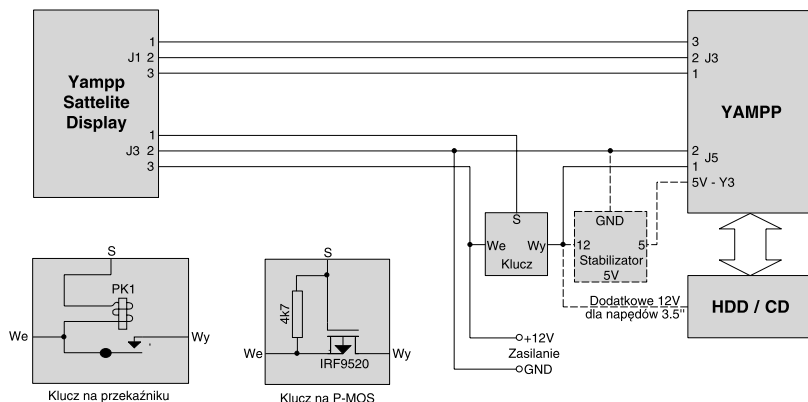 Yampp
Sattelite
Display
1
J1 2
3
1
J3 2
3
3
2 J3
1
YAMPP
2
J5
1
5V - Y3
S
We Wy
Klucz
GND
12 5
Stabilizator
5V
Dodatkowe 12V
dla napędów 3.5"
HDD / CD
+12V
Zasilanie
GND
S
PK1
We Wy
Klucz na przekaźniku
S
4k7
We Wy
IRF9520
Klucz na P-MOS